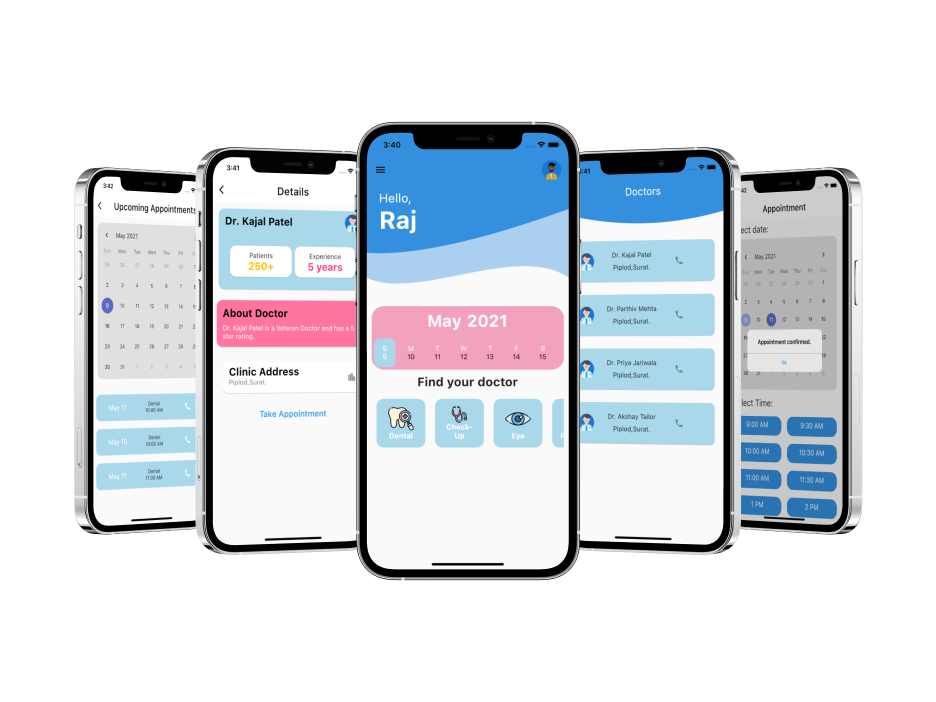 3:42
Upcoming Appointments
May 2021
Sun Mon Tue Wed Thu Fri
25 26 27 28 29 30
2 3 4 5 6 7
9 10 11 12 13 14
16 17 18 19 20 21
23 24 25 26 27 28
30 31 1 2 3 4
May 11
Dental
10:00 AM
May 10
Dental
10:00 AM
May 11
Dental
11:00 AM
3:41
Details
Dr. Kajal Patel
Patients
250+
Experience
5 years
About Doctor
Dr. Kajal Patel is a Veteran Doctor and has a 5
star rating.
Clinic Address
Piplod,Surat.
Take Appointment
3:40
Hello,
Raj
May 2021
S M T W T F S
9 10 11 12 13 14 15
Find your doctor
Dental
Check-
Up
Eye
:41
Doctors
Dr. Kajal Patel
Piplod,Surat.
Dr. Parthiv Mehta
Piplod,Surat.
Dr. Priya Jariwala
Piplod,Surat.
Dr. Akshay Tailor
Piplod,Surat.
:42
Appointment
ect date:
May 2021
Sun Mon Tue Wed Thu Fri
25 26 27 28 29 30 1
2 3 4 5 6 7 8
9 10 11 12 13 14 15
Appointment confirmed.
Ok
lect Time:
9:00 AM
9:30 AM
10:00 AM
10:30 AM
11:00 AM
11:30 AM
1 PM
2 PM